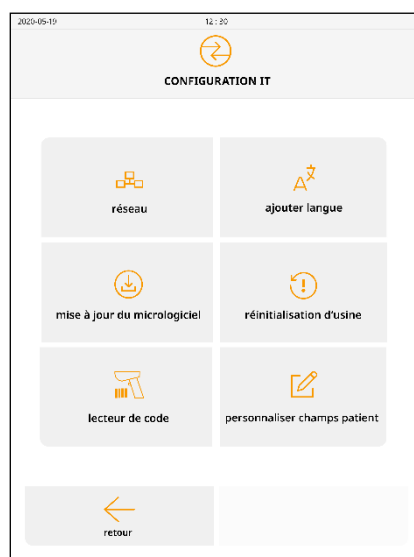 2020-05-19 12 : 30
CONFIGURATION IT
réseau
ajouter langue
mise à jour du micrologiciel
réinitialisation d'usine
lecteur de code
personnaliser champs patient
retour